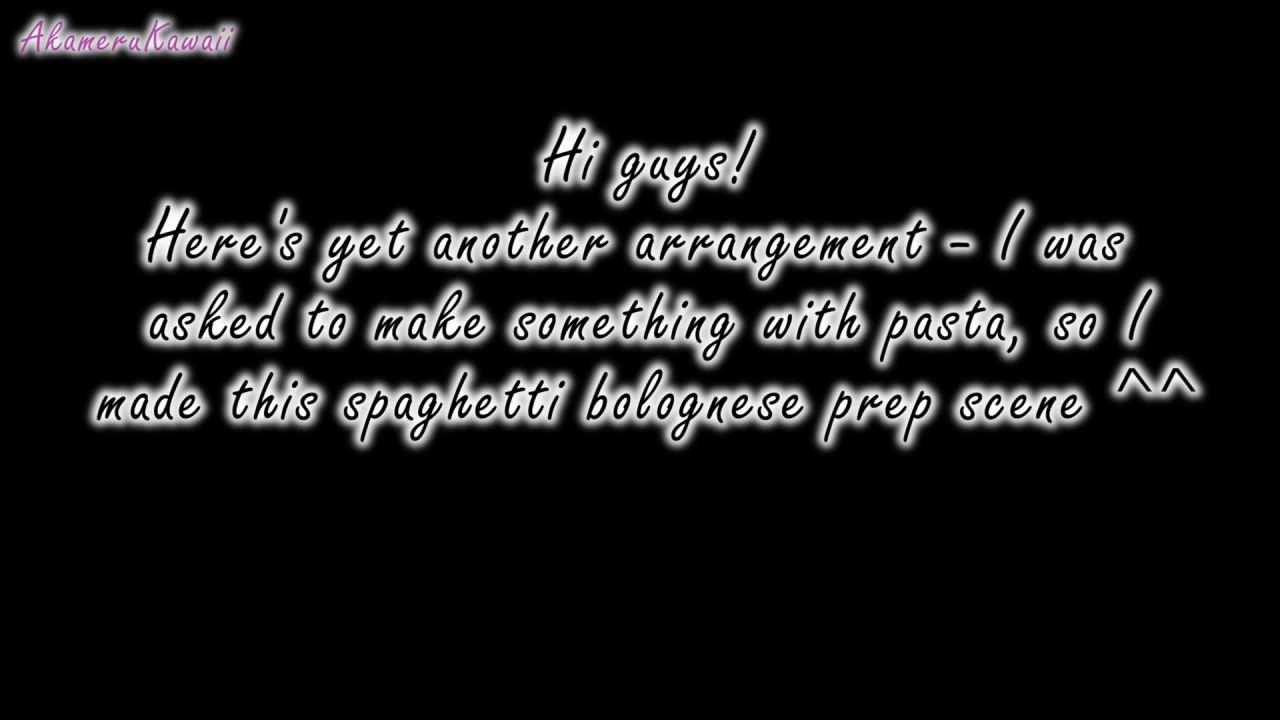 AkameruKawaii
Hi guys!
Here's yet another arrangement - I was
asked to make something with pasta, so I
made this spaghetti bolognese prep scene ^^